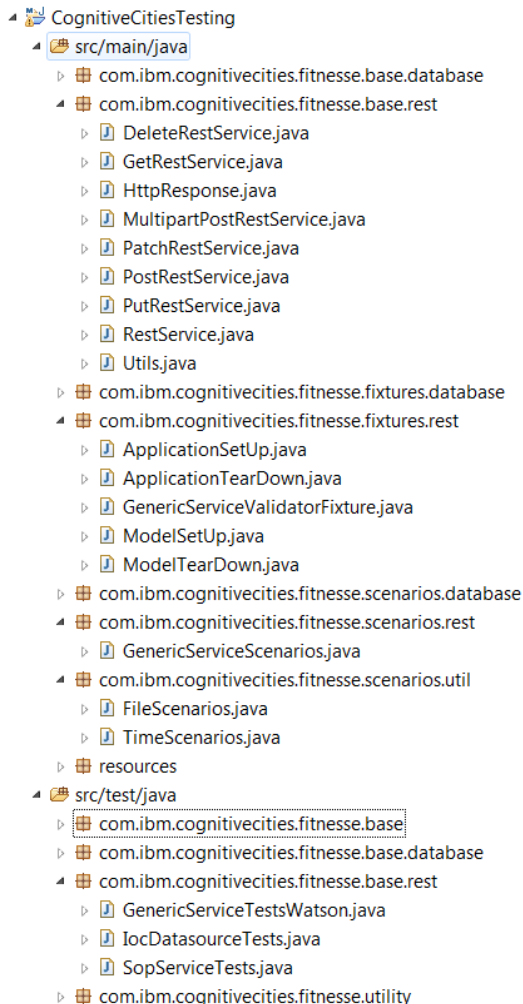 CognitiveCitiesTesting
src/main/java
com.ibm.cognitivecities.fitnesse.base.database
com.ibm.cognitivecities.fitnesse.base.rest
DeleteRestService.java
GetRestService.java
HttpResponse.java
MultipartPostRestService.java
PatchRestService.java
PostRestService.java
PutRestService.java
RestService.java
Utils.java
com.ibm.cognitivecities.fitnesse.fixtures.database
com.ibm.cognitivecities.fitnesse.fixtures.rest
ApplicationSetUp.java
ApplicationTearDown.java
GenericServiceValidatorFixture.java
ModelSetUp.java
ModelTearDown.java
com.ibm.cognitivecities.fitnesse.scenarios.database
com.ibm.cognitivecities.fitnesse.scenarios.rest
GenericServiceScenarios.java
com.ibm.cognitivecities.fitnesse.scenarios.util
FileScenarios.java
TimeScenarios.java
resources
src/test/java
com.ibm.cognitivecities.fitnesse.base
com.ibm.cognitivecities.fitnesse.base.database
com.ibm.cognitivecities.fitnesse.base.rest
GenericServiceTestsWatson.java
IocDatasourceTests.java
SopServiceTests.java
com.ibm.cognitivecities.fitnesse.utility